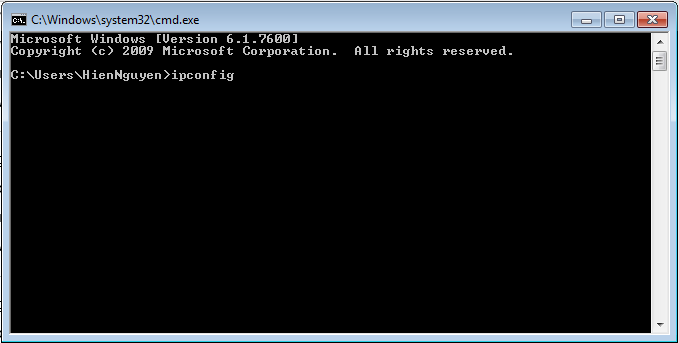 C:\Windows\system32\cmd.exe
Microsoft Windows [Version 6.1.7600]
Copyright (c) 2009 Microsoft Corporation.  All rights reserved.
C:\Users\HienNguyen>ipconfig